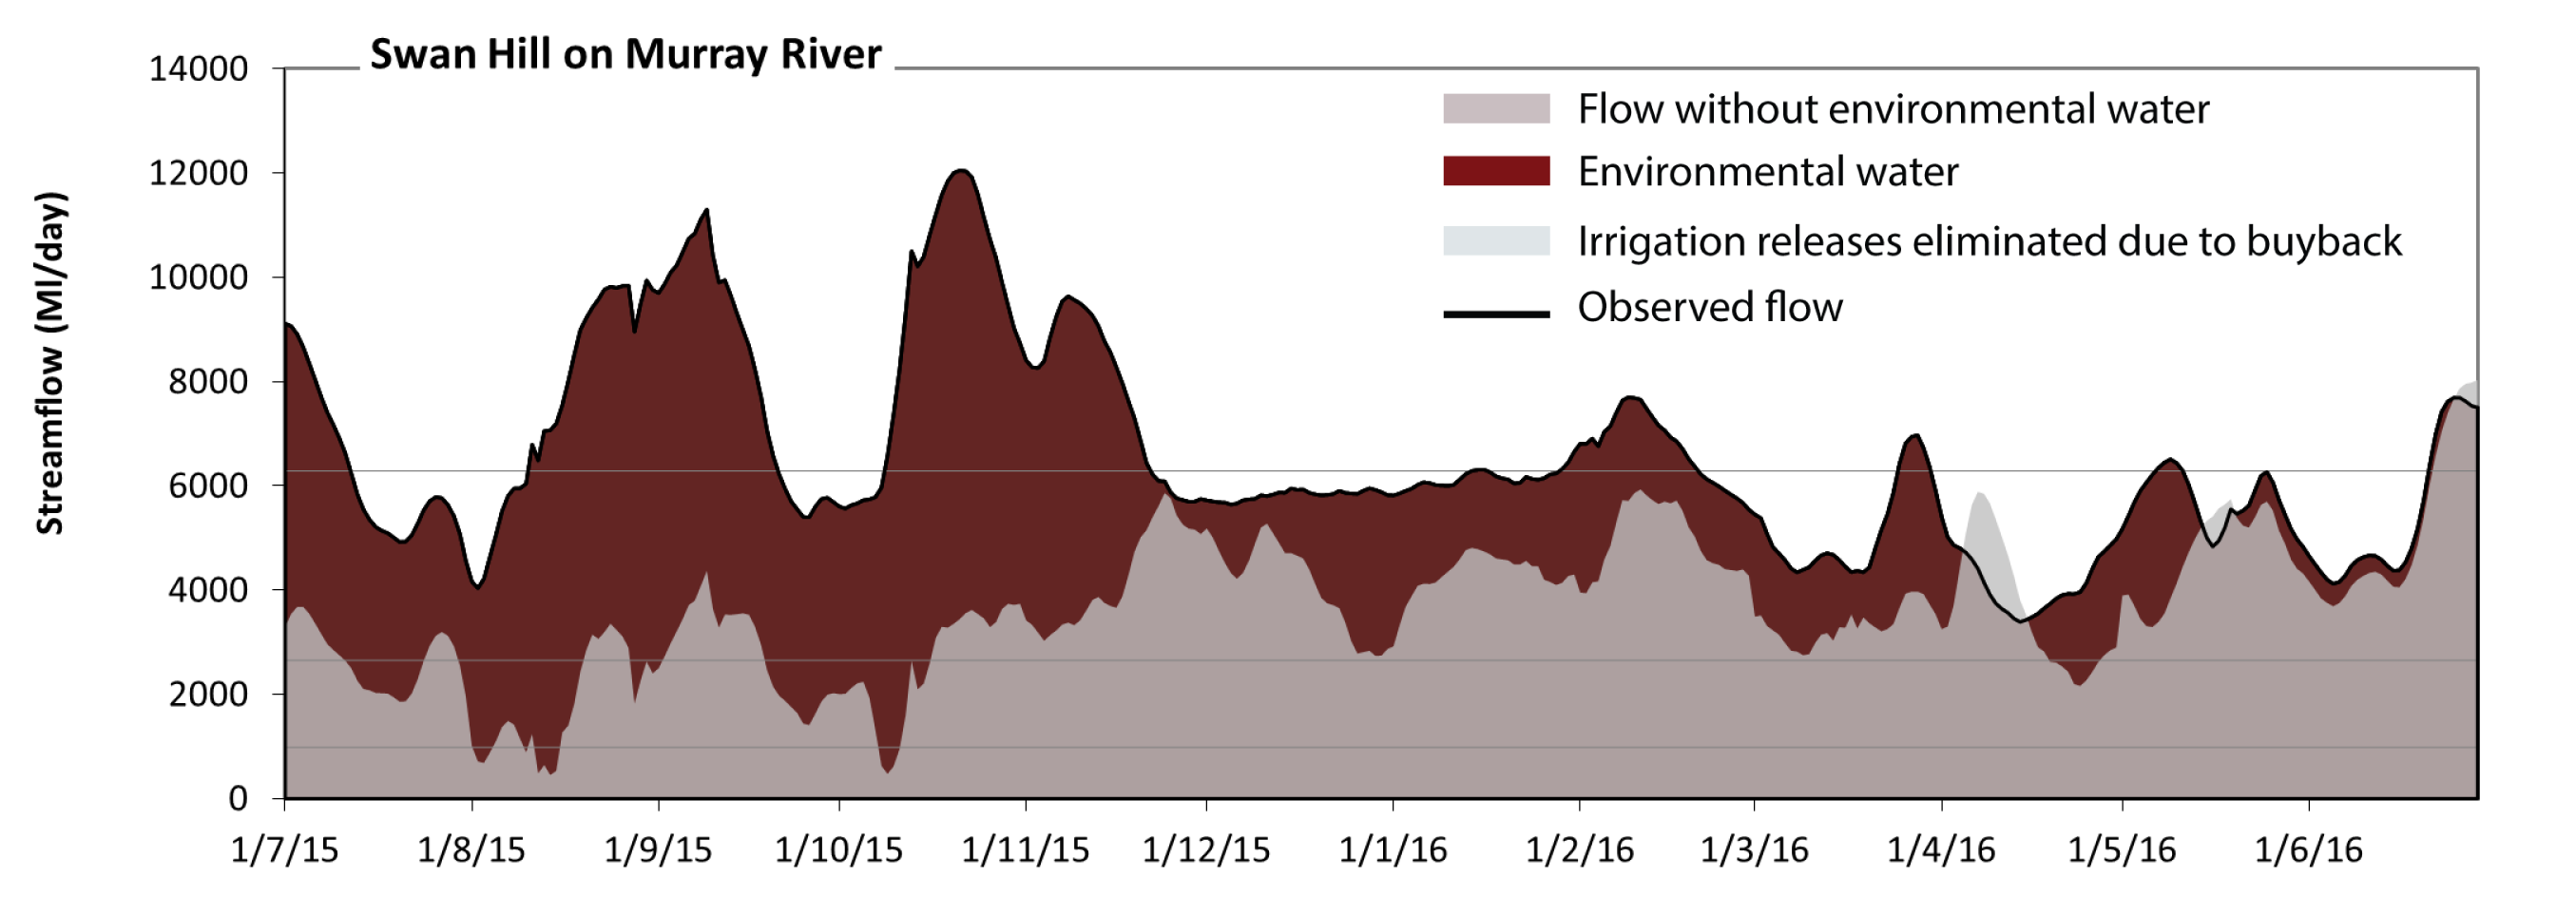 Swan Hill on Murray River
Streamflow (Ml/day)
14000
12000
10000
8000
6000
4000
2000
0
Flow without environmental water
Environmental water
Irrigation releases eliminated due to buyback
Observed flow
1/7/15 1/8/15 1/9/15 1/10/15 1/11/15 1/12/15 1/1/16 1/2/16 1/3/16 1/4/16 1/5/16 1/6/16